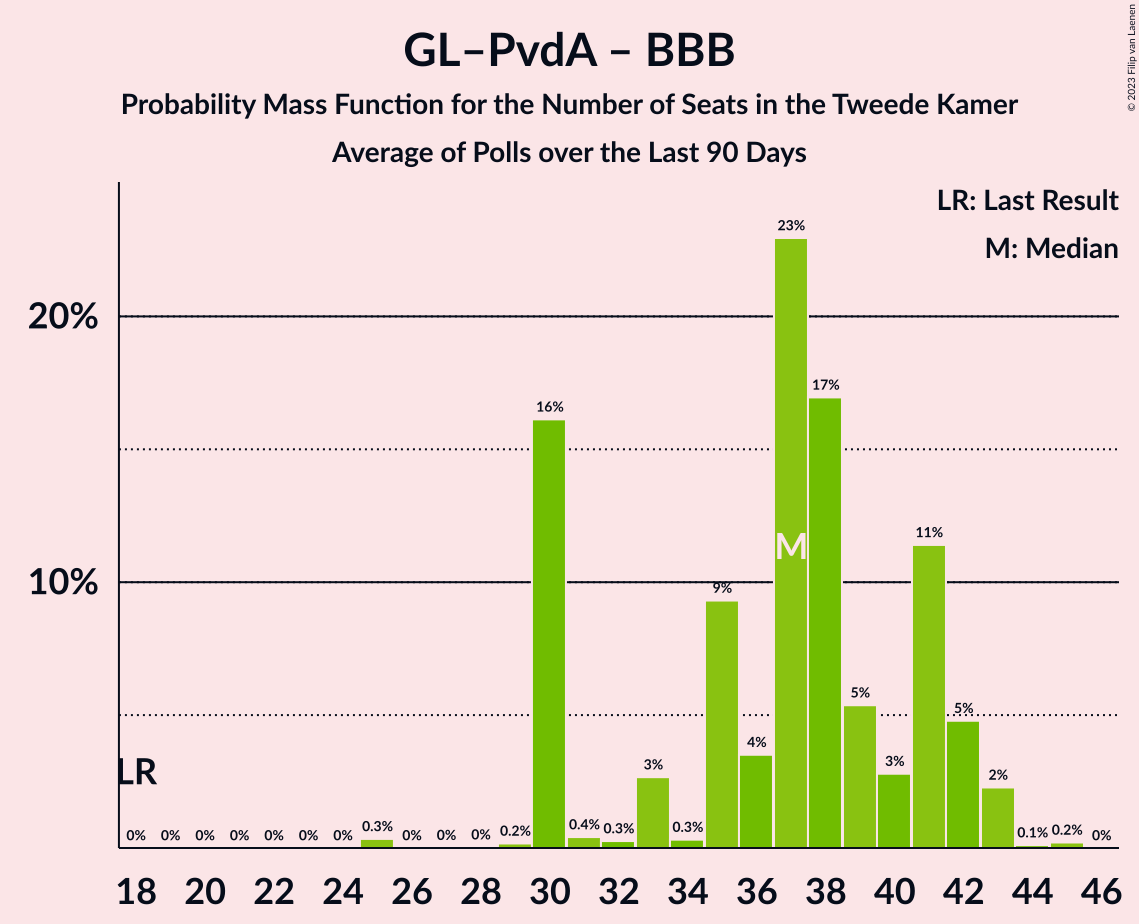 GL–PvdA – BBB
Probability Mass Function for the Number of Seats in the Tweede Kamer
Average of Polls over the Last 90 Days
© 2023 Filip van Laenen
LR: Last Result
M: Median
23%
20%
17%
16%
11%
M
10%
9%
5%
5%
4%
3%
3%
2%
LR
0% 0% 0% 0% 0% 0% 0% 0.3% 0% 0% 0% 0.2% 0.4% 0.3% 0.3% 0.1% 0.2% 0%
18 20 22 24 26 28 30 32 34 36 38 40 42 44 46